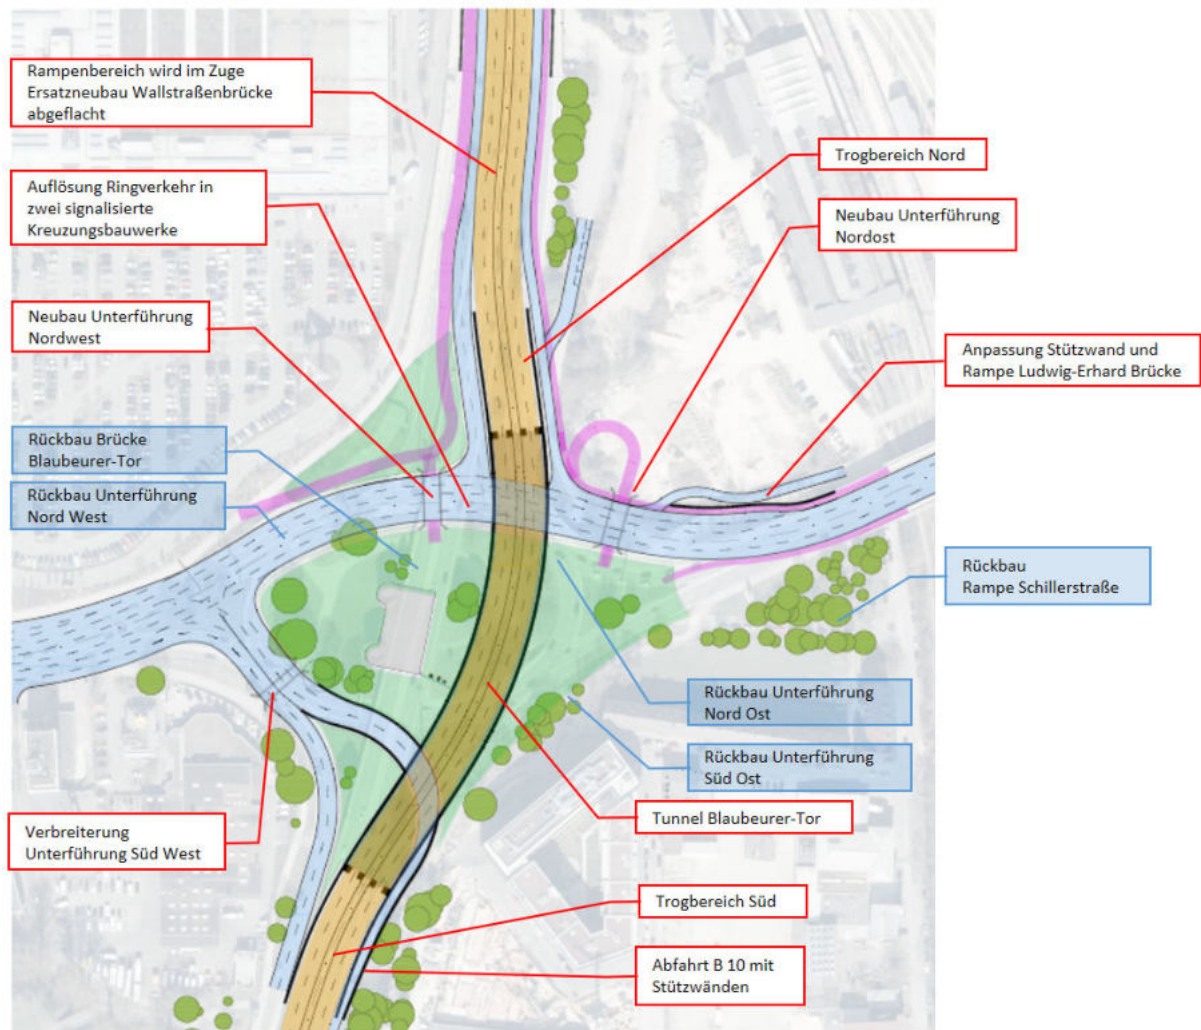 Rampenbereich wird im Zuge
Ersatzneubau Wallstraßenbrücke
abgeflacht
Trogbereich Nord
Auflösung Ringverkehr in
zwei signalisierte
Kreuzungsbauwerke
Neubau Unterführung
Nordost
Neubau Unterführung
Nordwest
Anpassung Stützwand und
Rampe Ludwig-Erhard Brücke
Rückbau Brücke
Blaubeurer-Tor
Rückbau Unterführung
Nord West
Rückbau
Rampe Schillerstraße
Rückbau Unterführung
Nord Ost
Rückbau Unterführung
Süd Ost
Tunnel Blaubeurer-Tor
Verbreiterung
Unterführung Süd West
Trogbereich Süd
Abfahrt B 10 mit
Stützwänden